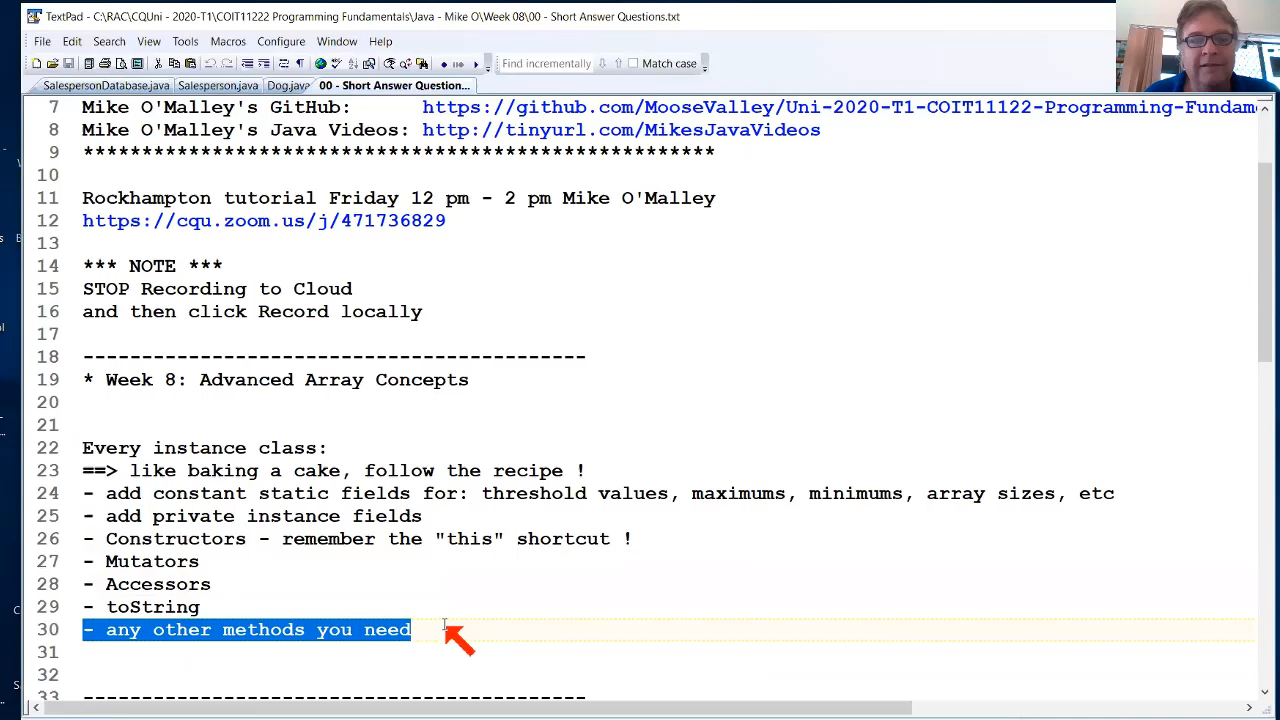 TextPad - C:\RAC\CQUni - 2020-T1\COIT11222 Programming Fundamentals\Java - Mike O\Week 08\00 - Short Answer Questions.txt
File Edit Search View Tools Macros Configure Window Help
Find incrementally Match case
SalespersonDatabase.java Salesperson.java Dog.java 00 - Short Answer Question...
7 Mike O'Malley's GitHub: https://github.com/MooseValley/Uni-2020-T1-COIT11122-Programming-Fundame
8 Mike O'Malley's Java Videos: http://tinyurl.com/MikesJavaVideos
9 ******************************************************
10
11 Rockhampton tutorial Friday 12 pm - 2 pm Mike O'Malley
12 https://cqu.zoom.us/j/471736829
13
14 *** NOTE ***
15 STOP Recording to Cloud
16 and then click Record locally
17
18 -------------------------------------------
19 * Week 8: Advanced Array Concepts
20
21
22 Every instance class:
23 ==> like baking a cake, follow the recipe !
24 - add constant static fields for: threshold values, maximums, minimums, array sizes, etc
25 - add private instance fields
26 - Constructors - remember the "this" shortcut !
27 - Mutators
28 - Accessors
29 - toString
30 - any other methods you need
31
32
33 -------------------------------------------